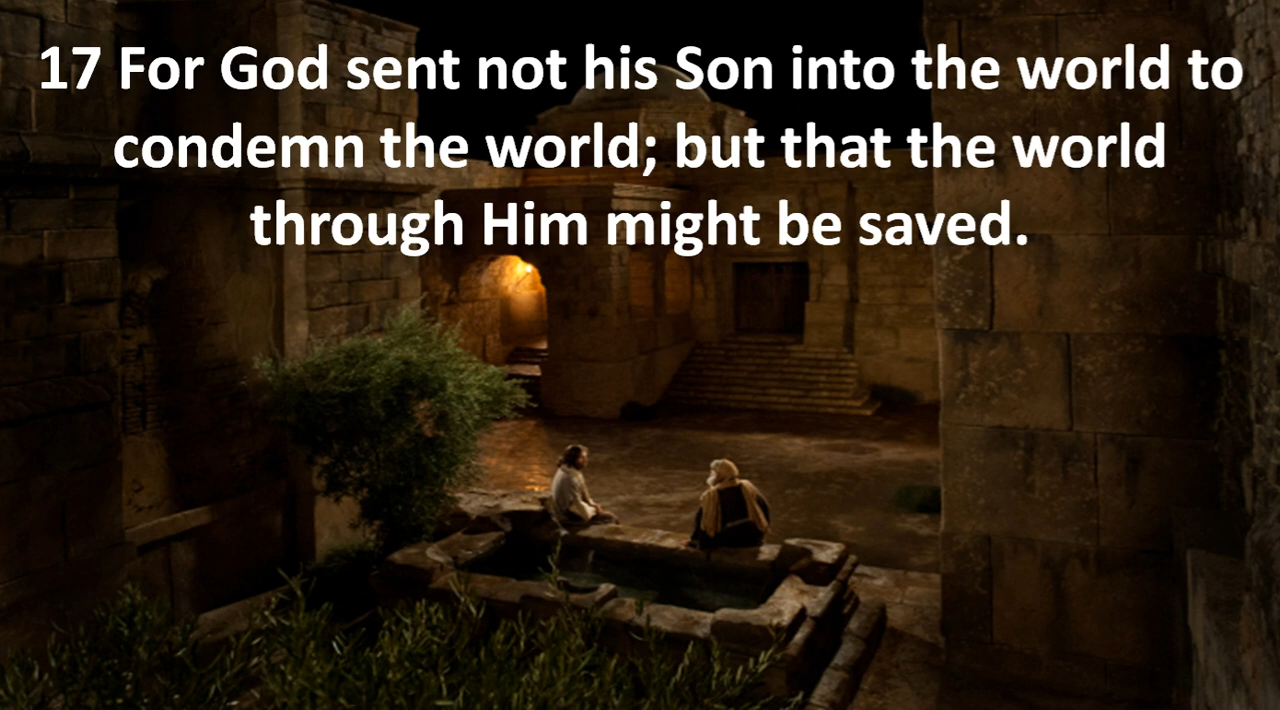 17 For God sent not his Son into the world to
condemn the world; but that the world
through Him might be saved.